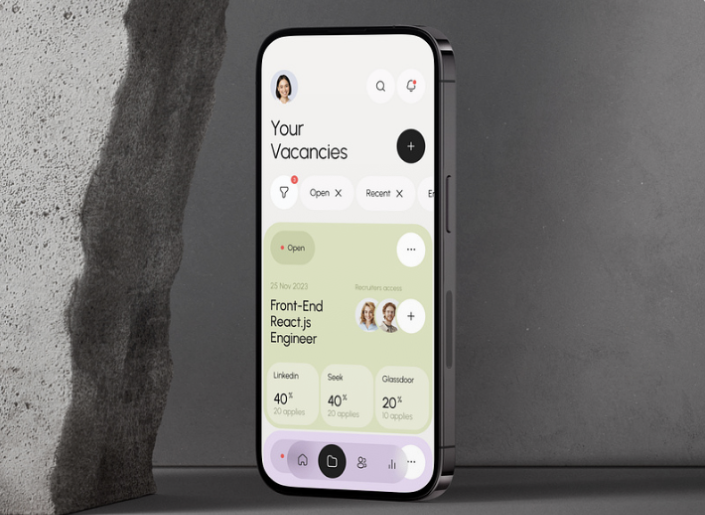 Your
Vacancies
3
Open X
Recent X
Open
25 Nov 2023
Recruiters access
Front-End
React.js
Engineer
Linkedin
Seek
Glassdoor
40%
40%
20%
20 applies
20 applies
10 applies